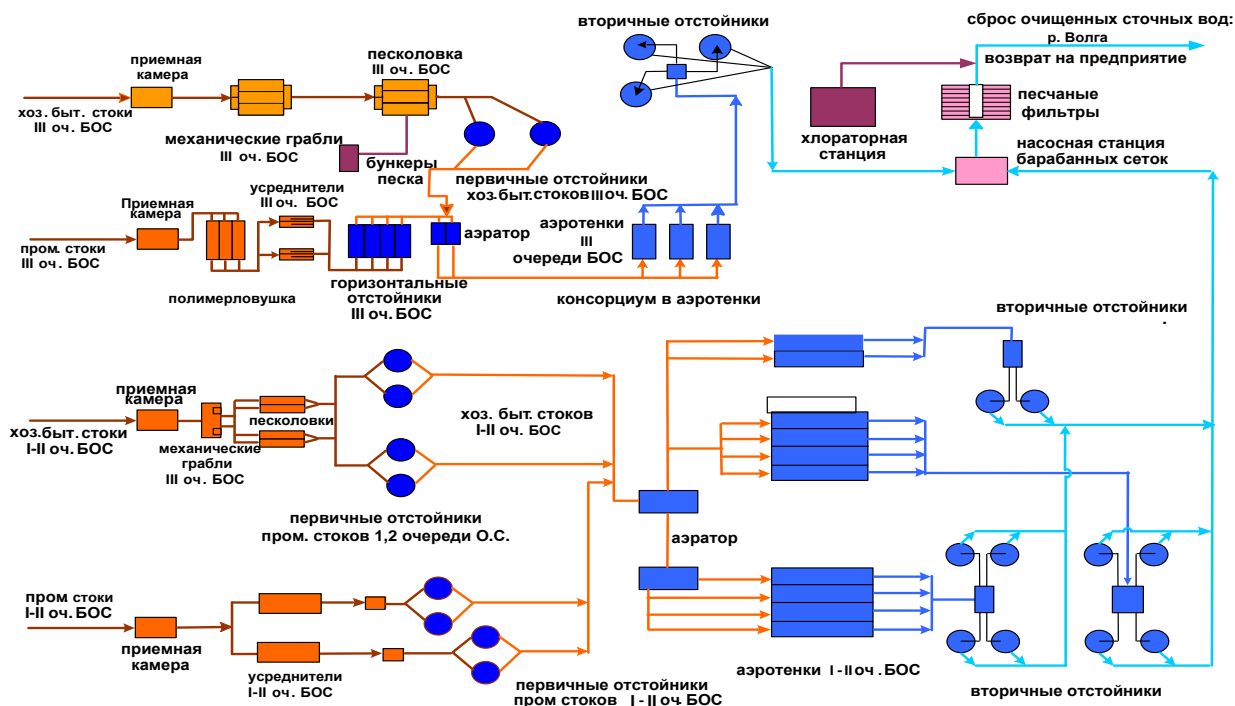 вторичные отстойники
сброс очищенных сточных вод:
р. Волга
возврат на предприятие
приемная
камера
песколовка
III оч. БОС
хоз. быт. стоки
III оч. БОС
механические грабли
III оч. БОС
бункеры
песка
первичные отстойники
хоз.быт.стоковIII оч. БОС
хлораторная
станция
песчаные
фильтры
насосная станция
барабанных сеток
Приемная
камера
усреднители
III оч. БОС
пром. стоки
III оч. БОС
полимерловушка
горизонтальные
отстойники
III оч. БОС
аэратор
аэротенки
III
очереди БОС
консорциум в аэротенки
вторичные отстойники
.
приемная
камера
хоз.быт. стоки
I-II оч. БОС
механические
грабли
III оч. БОС
песколовки
хоз. быт. стоков
I-II оч. БОС
первичные отстойники
пром. стоков 1,2 очереди О.С.
аэратор
пром стоки
I-II оч. БОС
приемная
камера
усреднители
I-II оч. БОС
первичные отстойники
пром стоков I - II оч. БОС
аэротенки I - II оч . БОС
вторичные отстойники